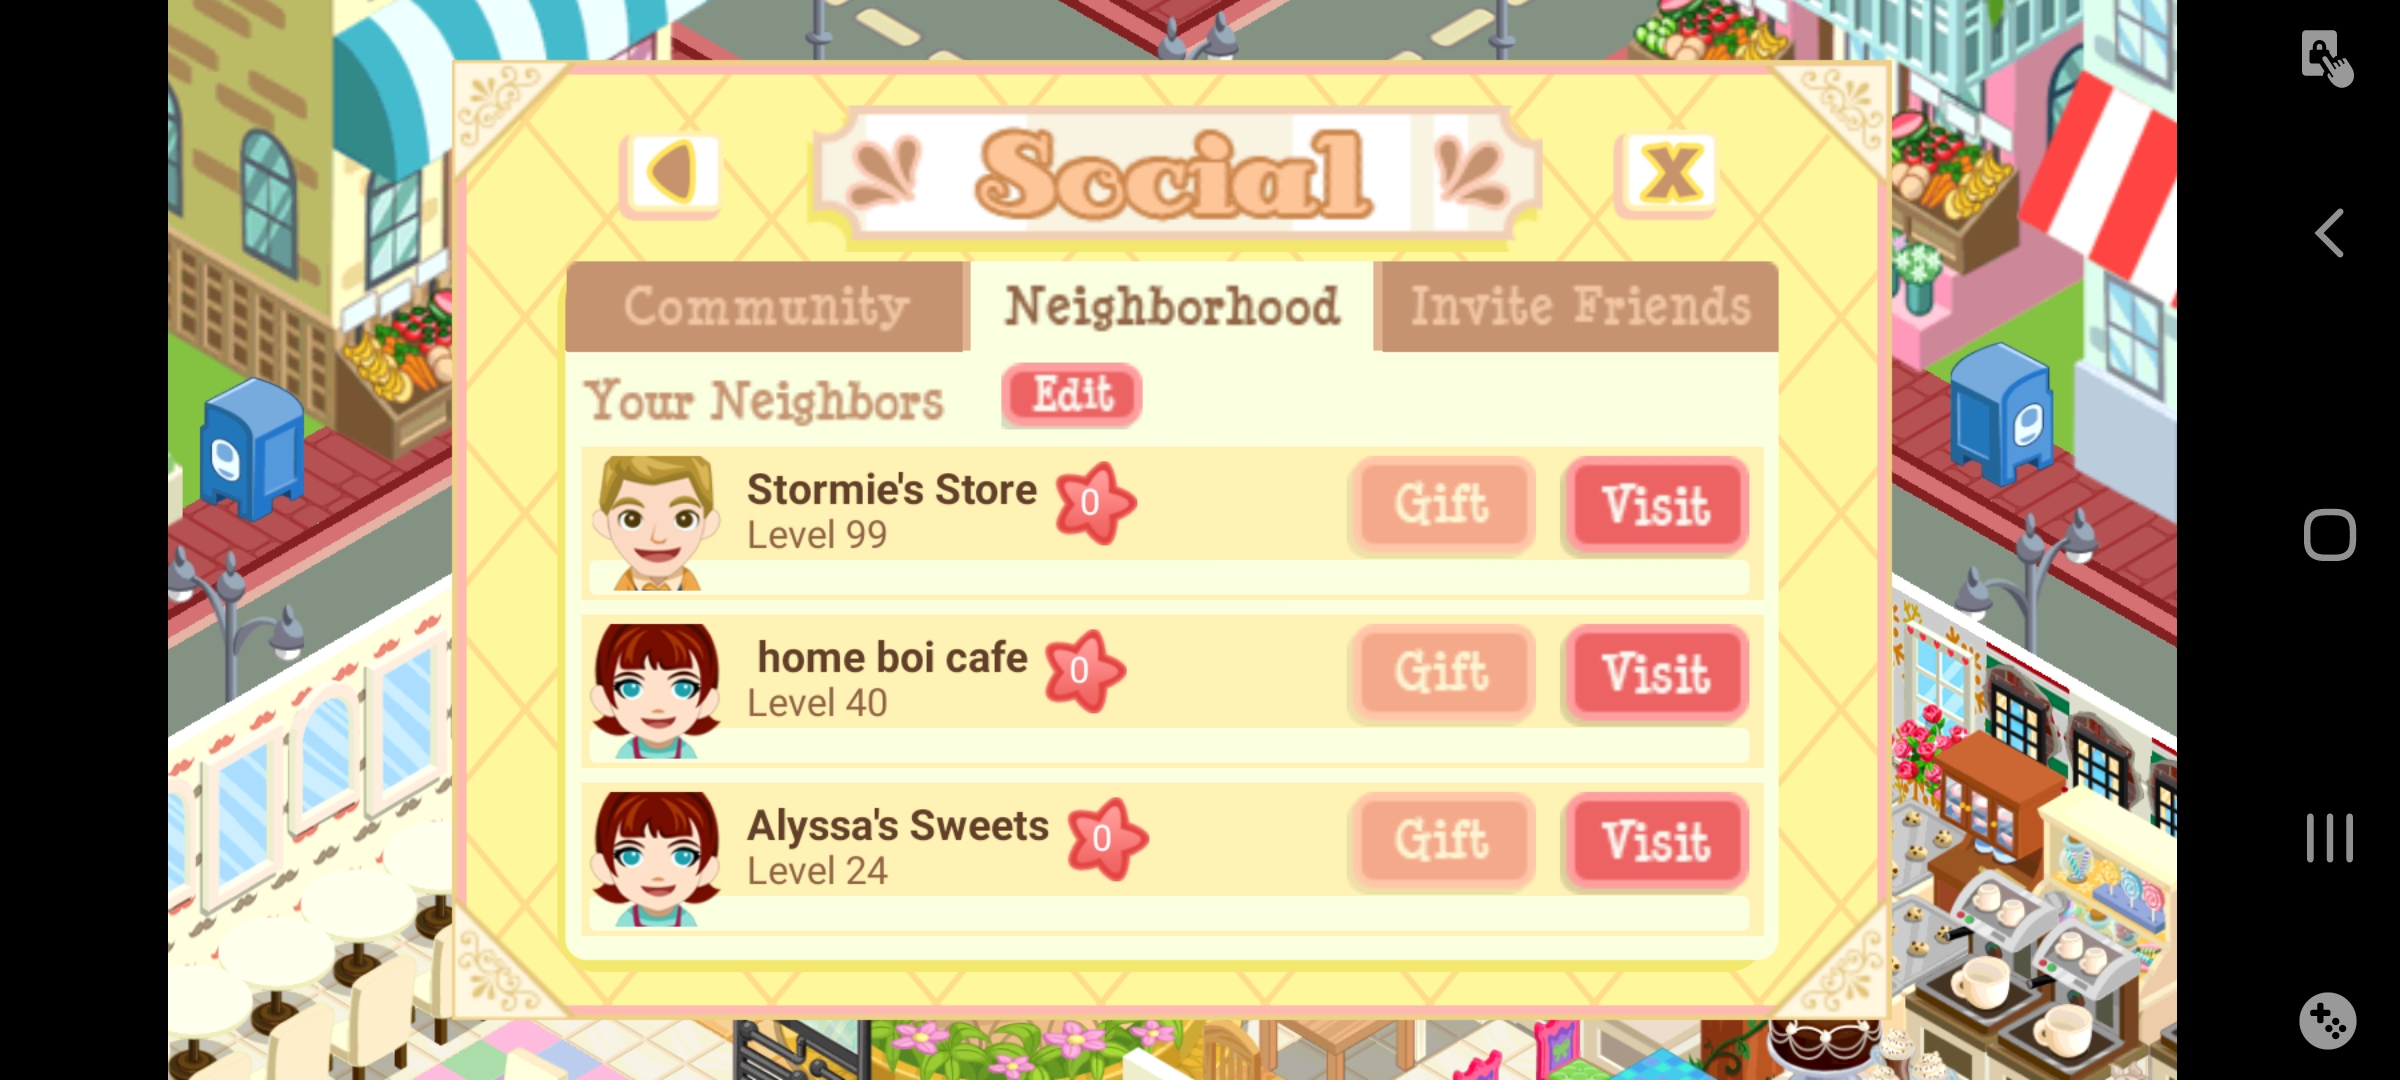 Social
Community
Neighborhood
Invite Friends
Your Neighbors
Edit
Stormie's Store
0
Level 99
Gift
Visit
home boi cafe
0
Level 40
Gift
Visit
Alyssa's Sweets
0
Level 24
Gift
Visit